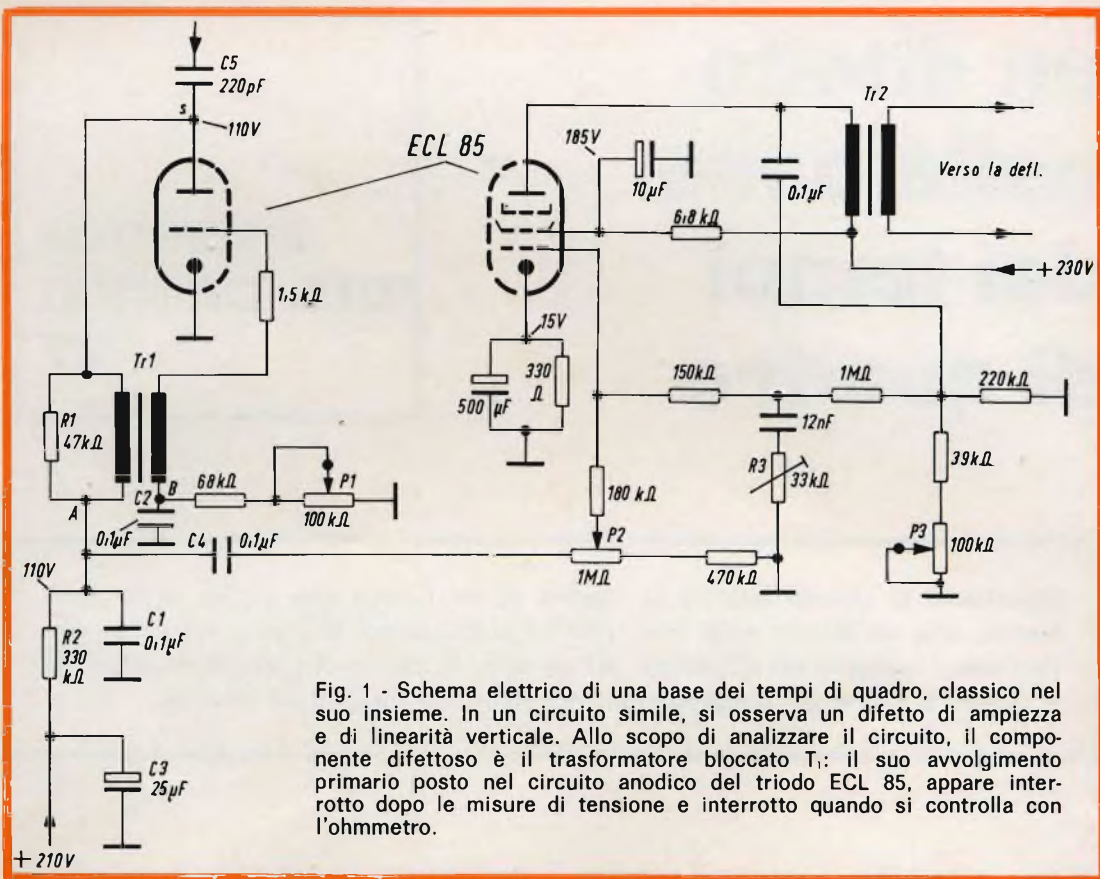 C5
220pF
s
110V
ECL 85
185V
10µF
0,1µF
Tr2
Verso la defl.
6,8 kΩ
+ 230V
1,5 kΩ
Tr1
15V
330
Ω
500 µF
150kΩ
1MΩ
220 kΩ
12nF
R1
47kΩ
R3
33kΩ
39kΩ
A
C2
B
68kΩ
P1
100 kΩ
0,1µF
180 kΩ
P2
P3
100kΩ
C4
0,1µF
1MΩ
470 kΩ
110V
R2
330
kΩ
C1
0,1µF
C3
25µF
+ 210V
Fig. 1 - Schema elettrico di una base dei tempi di quadro, classico nel
suo insieme. In un circuito simile, si osserva un difetto di ampiezza
e di linearità verticale. Allo scopo di analizzare il circuito, il compo-
nente difettoso è il trasformatore bloccato T₁: il suo avvolgimento
primario posto nel circuito anodico del triodo ECL 85, appare inter-
rotto dopo le misure di tensione e interrotto quando si controlla con
l'ohmmetro.